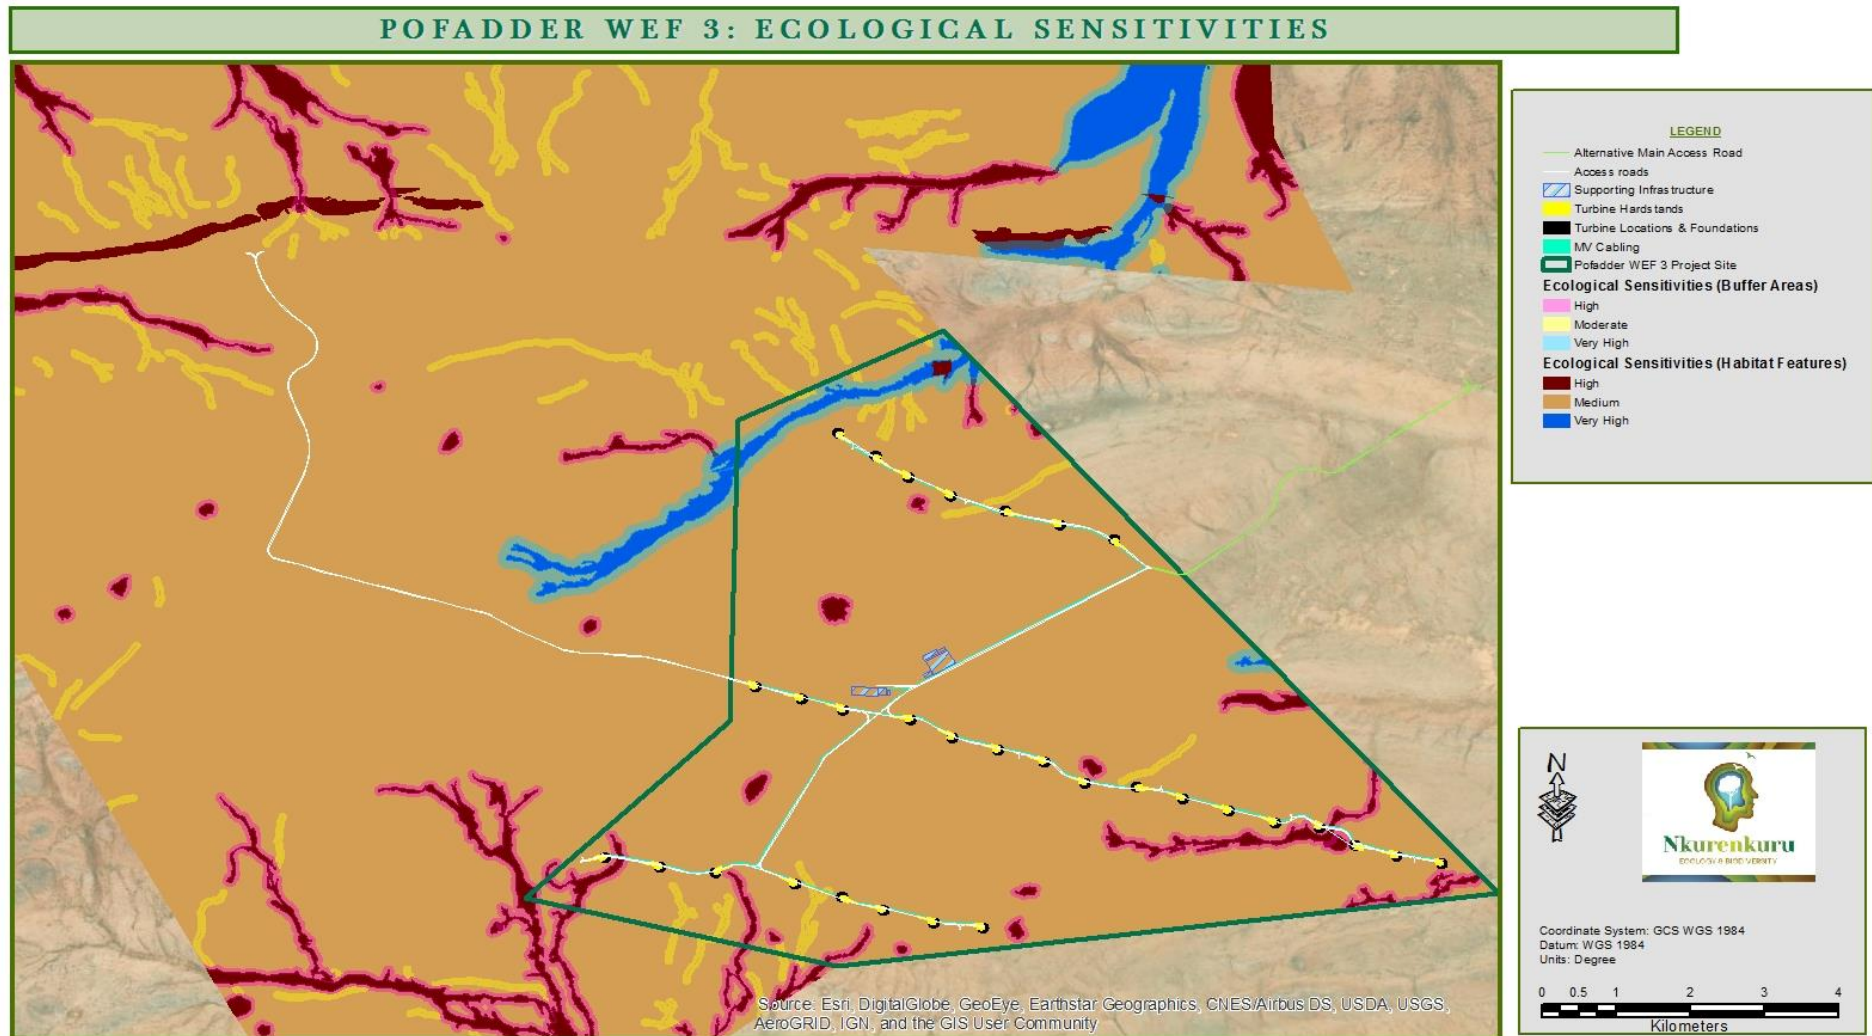 POFADDER WEF 3: ECOLOGICAL SENSITIVITIES
LEGEND
Alternative Main Access Road
Access roads
Supporting Infrastructure
Turbine Hardstands
Turbine Locations & Foundations
MV Cabling
Pofadder WEF 3 Project Site
Ecological Sensitivities (Buffer Areas)
High
Moderate
Very High
Ecological Sensitivities (Habitat Features)
High
Medium
Very High
N
Nkurenkuru
ECOLOGY & BIODIVERSITY
Coordinate System: GCS WGS 1984
Datum: WGS 1984
Units: Degree
0 0.5 1 2 3 4
Kilometers
Source: Esri, DigitalGlobe, GeoEye, Earthstar Geographics, CNES/Airbus DS, USDA, USGS,
AeroGRID, IGN, and the GIS User Community